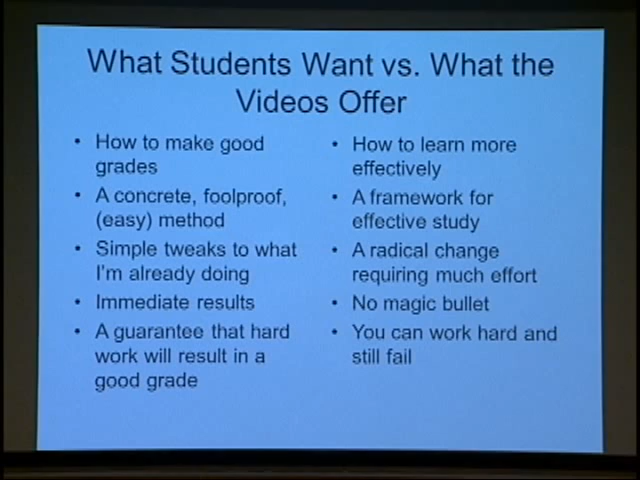 What Students Want vs. What the
Videos Offer
• How to make good
grades
• A concrete, foolproof,
(easy) method
• Simple tweaks to what
I'm already doing
• Immediate results
• A guarantee that hard
work will result in a
good grade
• How to learn more
effectively
• A framework for
effective study
• A radical change
requiring much effort
• No magic bullet
• You can work hard and
still fail